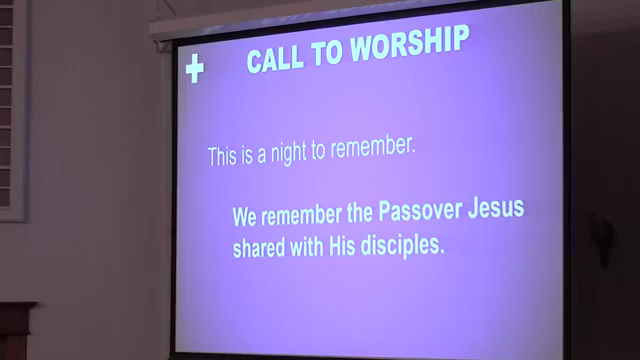 CALL TO WORSHIP
This is a night to remember.
We remember the Passover Jesus
shared with His disciples.